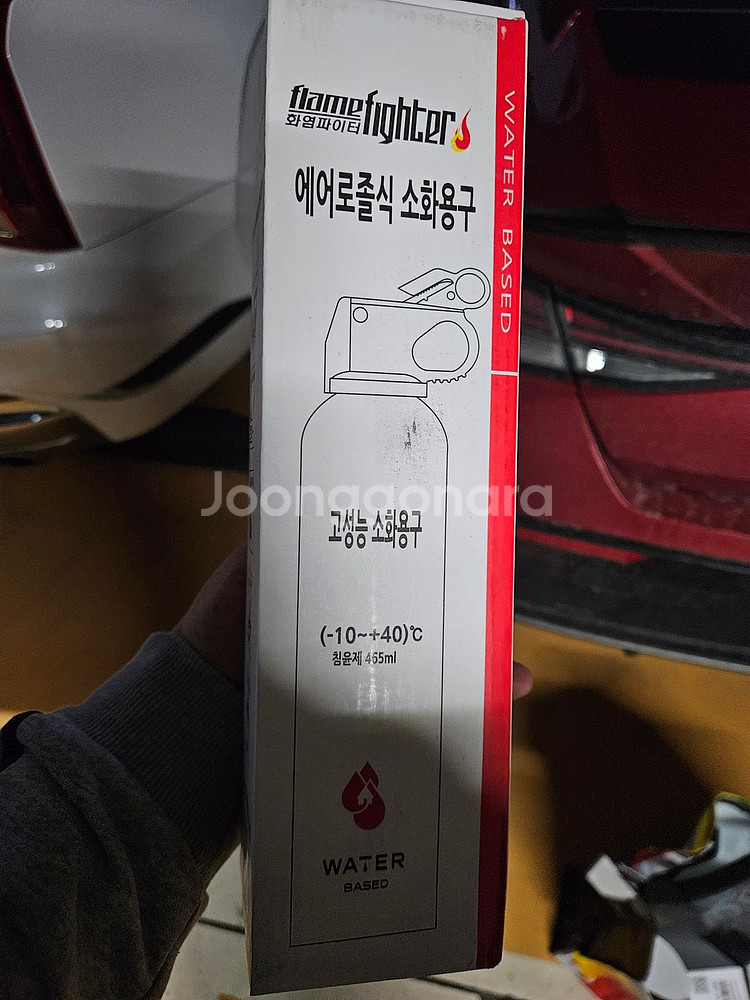 flamefighter
화염파이터
에어로졸식 소화용구
WATER BASED
고성능 소화용구
(-10~+40)℃
침윤제 465ml
WATER
BASED
Joonggonara